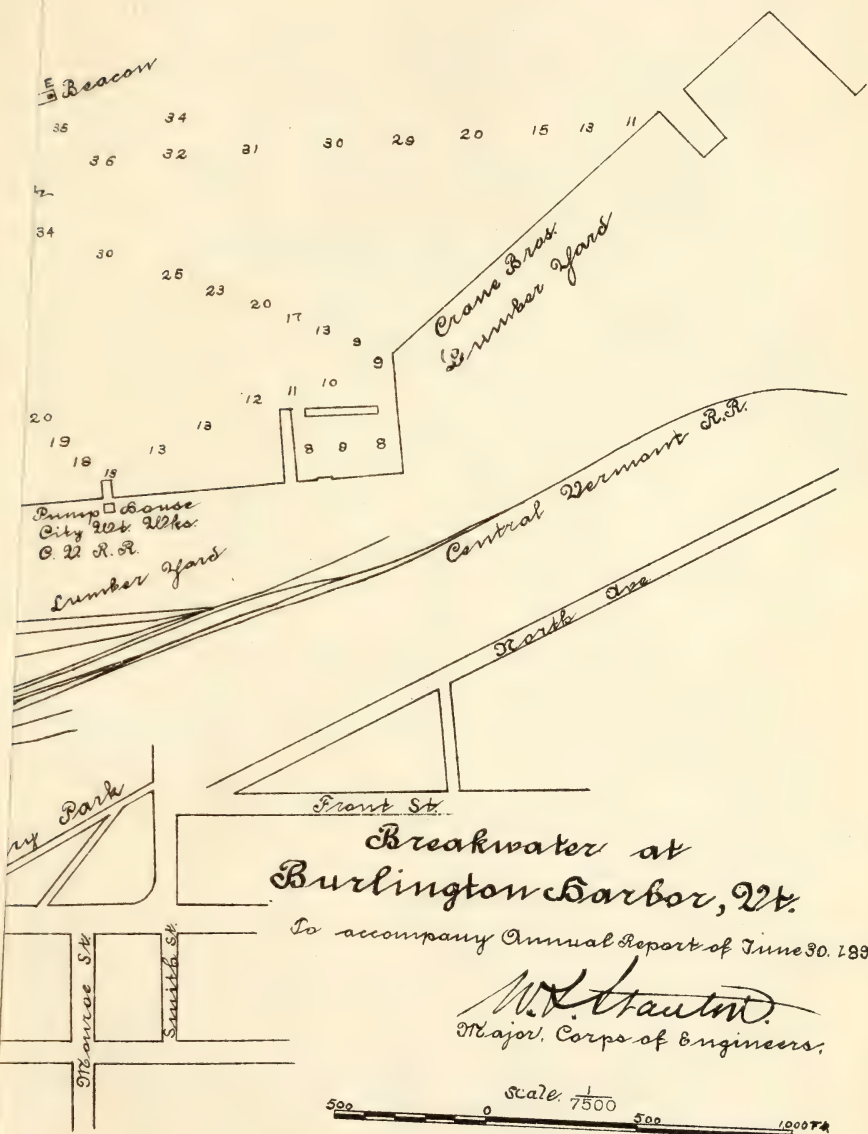 E
Beacon
35 34
36 32 31 30 29 20 15 13 11
34
30
25
23
20
17
13
9
9
Crane Bros.
Lumber Yard
12 11 10
20
19
18
18
13
13
8 9 8
Pump House
City Wt. Wks.
C. V. R. R.
Lumber Yard
Central Vermont R.R.
North Ave
Park
Front St.
Monroe St.
Smith St.
Breakwater at
Burlington Harbor, Vt.
To accompany Annual Report of June 30. 189
Major, Corps of Engineers.
Scale. 1/7500
500 0 500 1000 Ft.